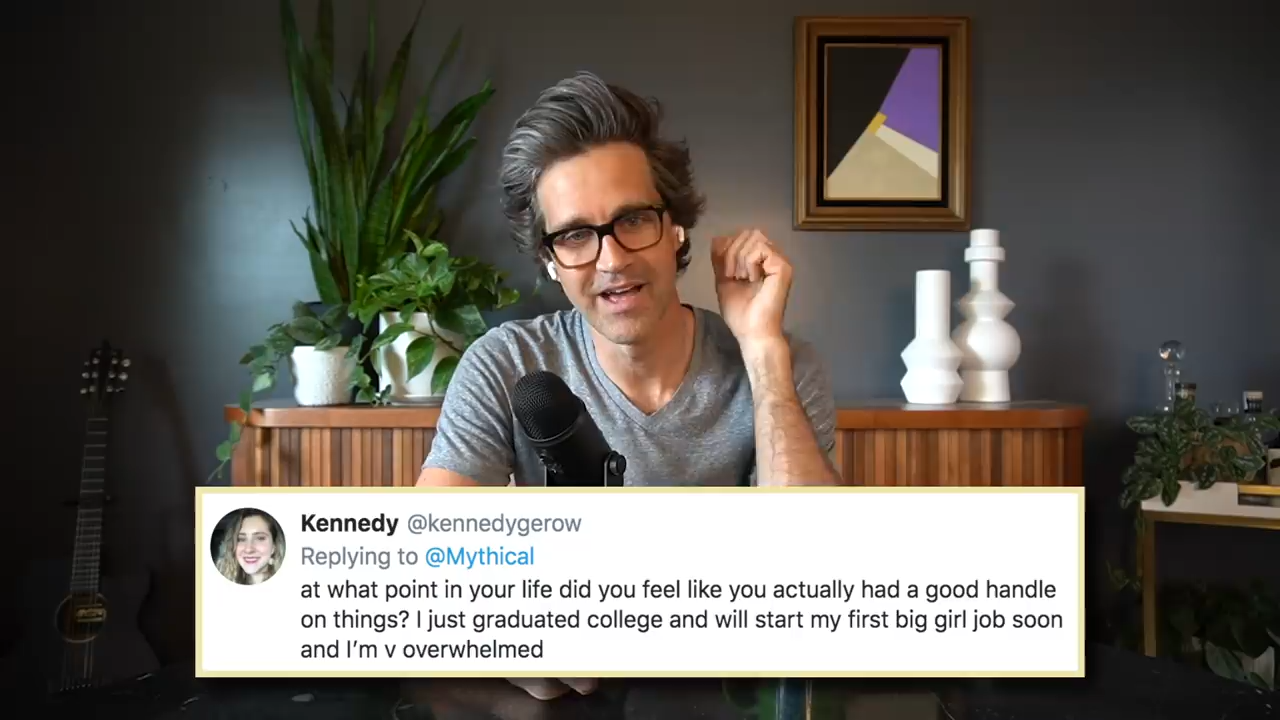 Kennedy @kennedygerow
Replying to @Mythical
at what point in your life did you feel like you actually had a good handle
on things? I just graduated college and will start my first big girl job soon
and I’m v overwhelmed